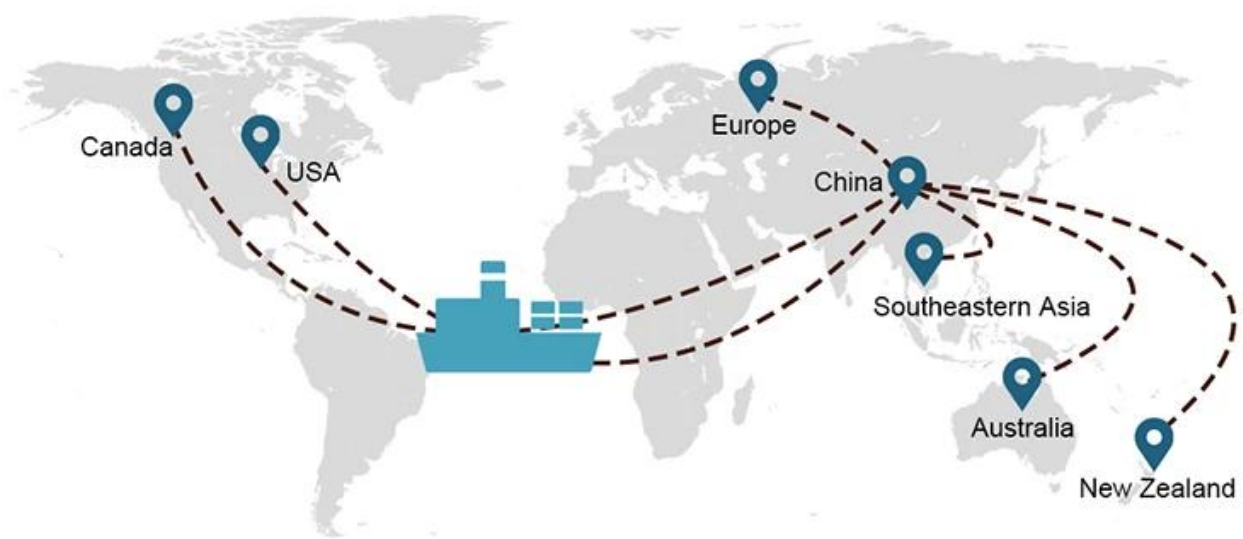 Canada
USA
Europe
China
Southeastern Asia
Australia
New Zealand